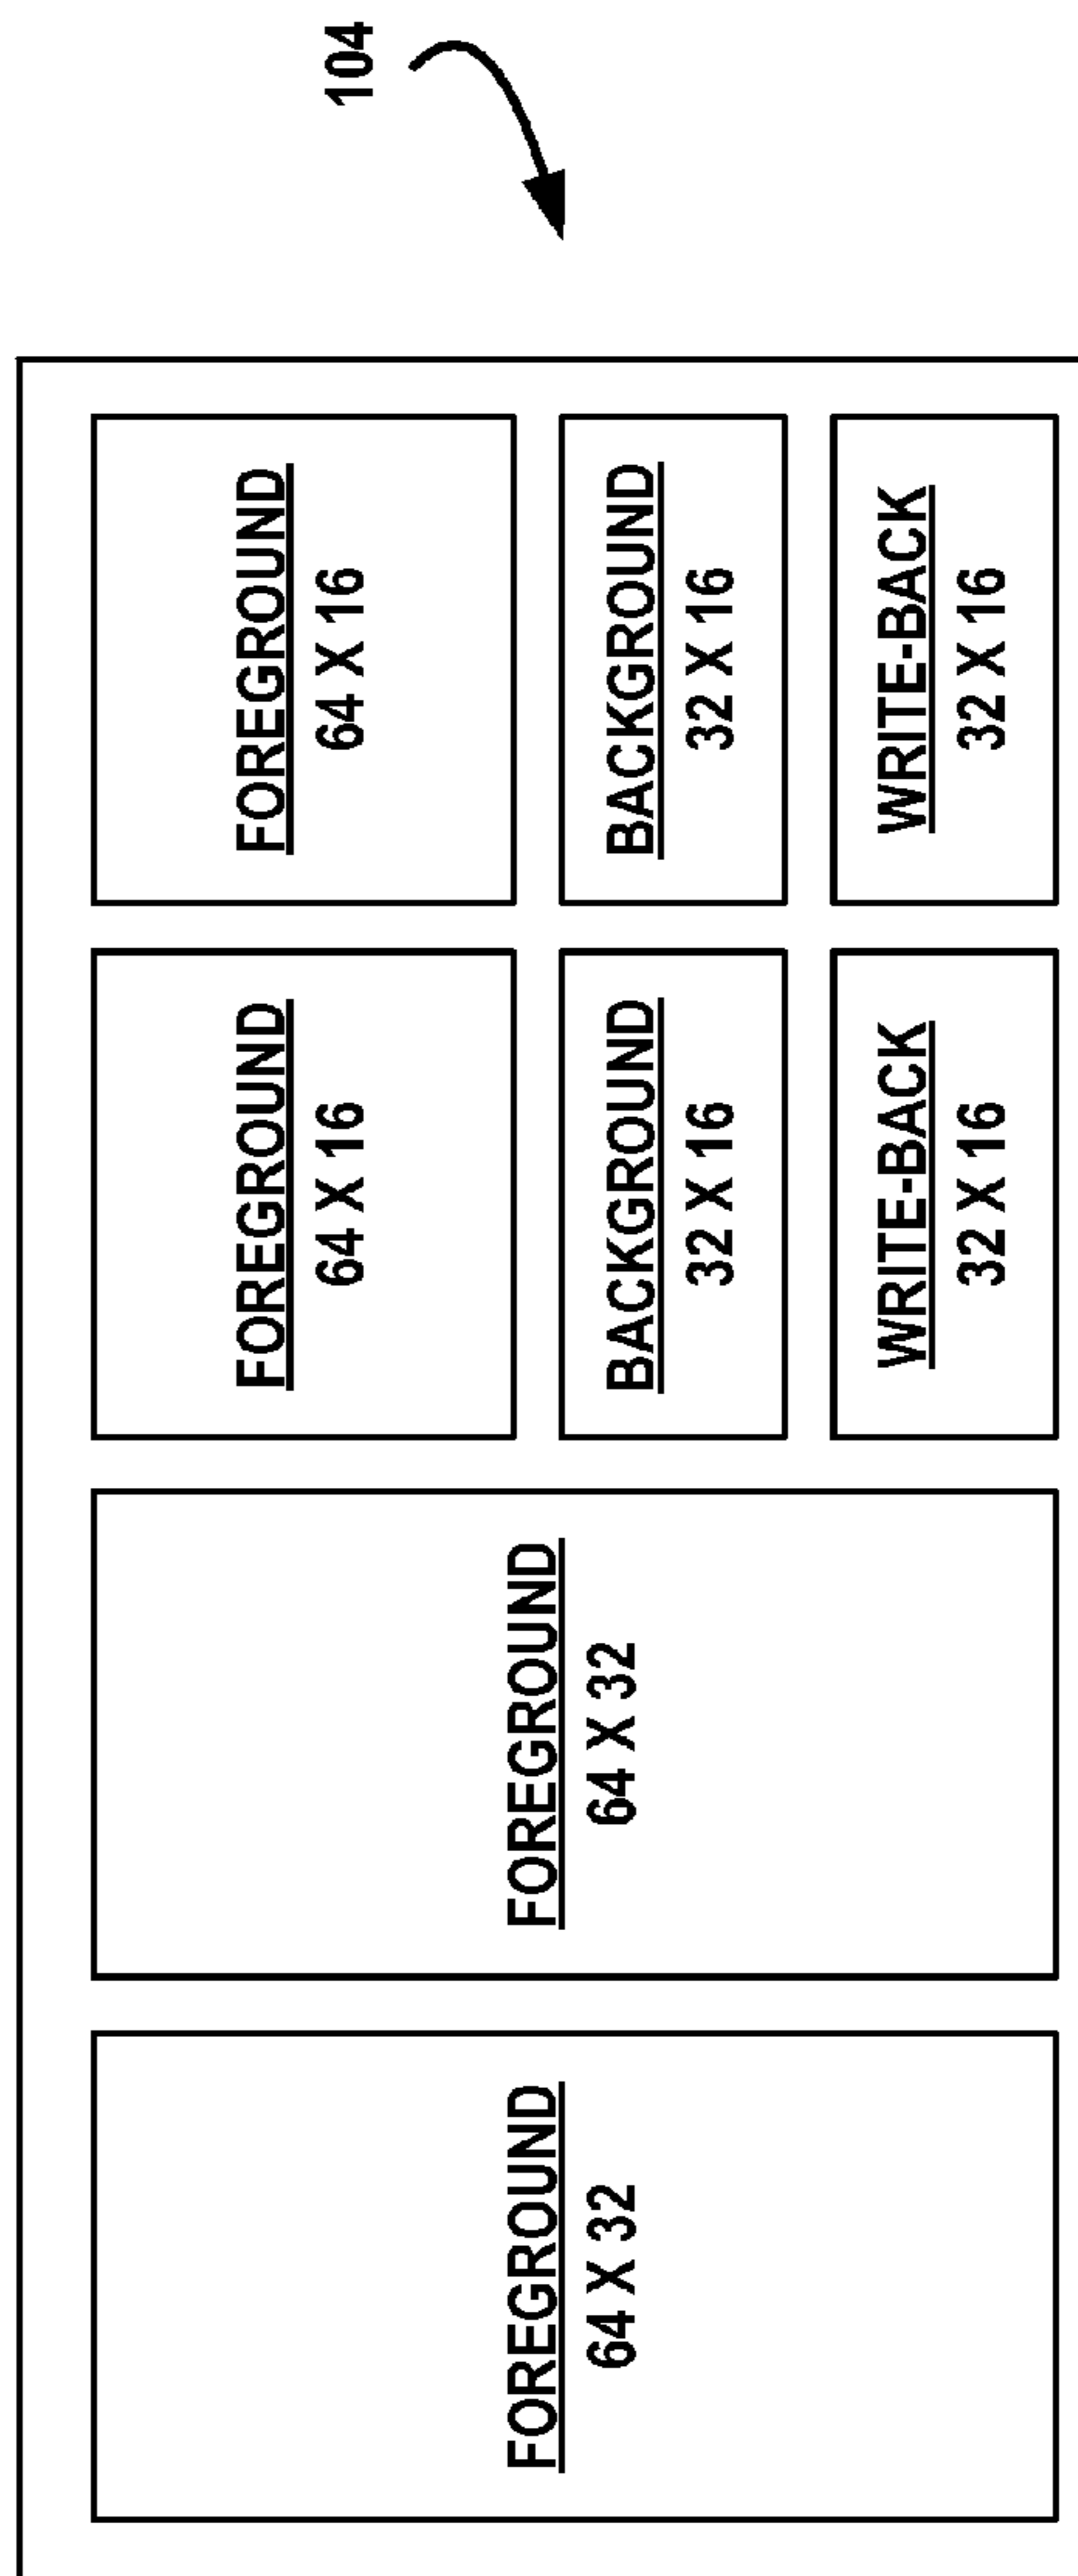 FOREGROUND
64 X 32
FOREGROUND
64 X 32
FOREGROUND
64 X 16
BACKGROUND
32 X 16
WRITE-BACK
32 X 16
FOREGROUND
64 X 16
BACKGROUND
32 X 16
WRITE-BACK
32 X 16
104